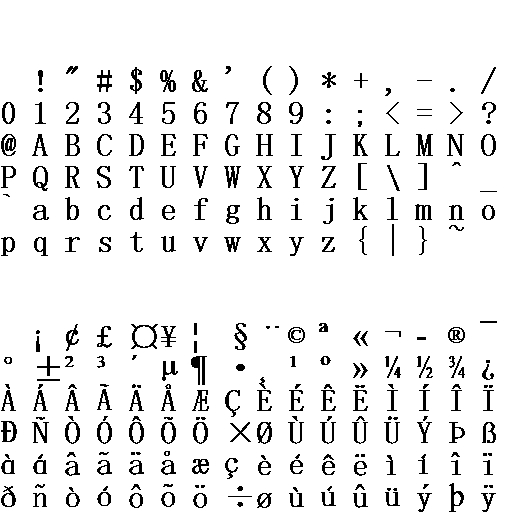 ! ″ # $ % & ' ( ) * + , − . /
0 1 2 3 4 5 6 7 8 9 : ; < = > ?
@ A B C D E F G H I J K L M N O
P Q R S T U V W X Y Z [ \ ] ^ _
` a b c d e f g h i j k l m n o
p q r s t u v w x y z { | } ~
¡ ¢ £ ¤ ¥ ¦ § ¨ © ª « ¬ - ® ¯
° ± ² ³ ´ µ ¶ • ¸ ¹ º » ¼ ½ ¾ ¿
À Á Â Ã Ä Å Æ Ç È É Ê Ë Ì Í Î Ï
Ð Ñ Ò Ó Ô Õ Ö × Ø Ù Ú Û Ü Ý Þ ß
à á â ã ä å æ ç è é ê ë ì í î ï
ð ñ ò ó ô õ ö ÷ ø ù ú û ü ý þ ÿ